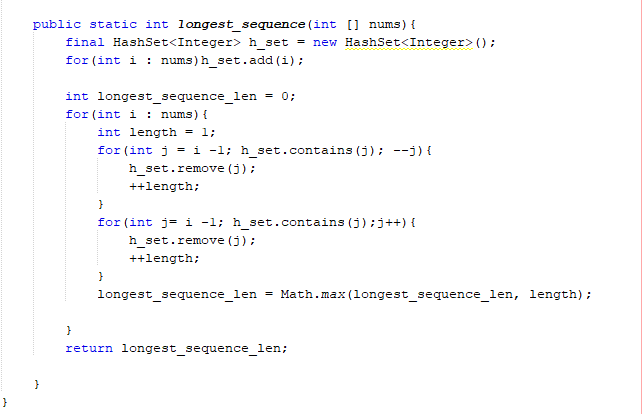 public static int longest_sequence(int [] nums){
final HashSet<Integer> h_set = new HashSet<Integer>();
for(int i : nums)h_set.add(i);
int longest_sequence_len = 0;
for(int i : nums){
int length = 1;
for(int j = i -1; h_set.contains(j); --j){
h_set.remove(j);
++length;
}
for(int j= i -1; h_set.contains(j);j++){
h_set.remove(j);
++length;
}
longest_sequence_len = Math.max(longest_sequence_len, length);
}
return longest_sequence_len;
}
}